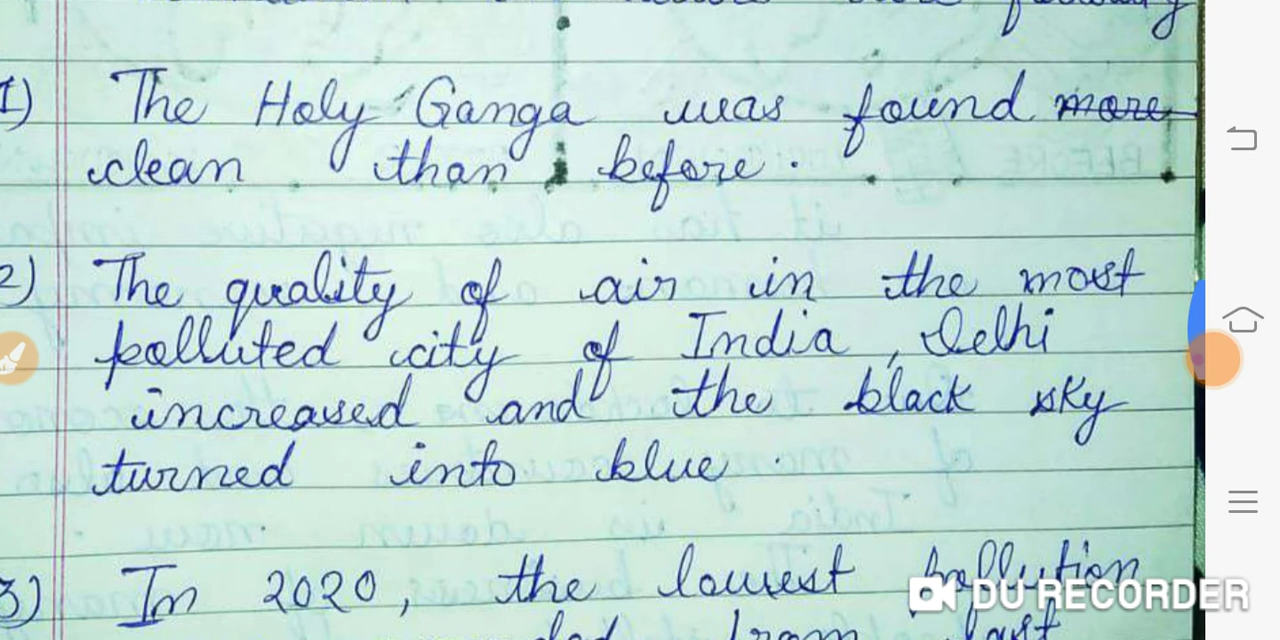 1) The Holy Ganga was found more
clean than before.
2) The quality of air in the most
polluted city of India, Delhi
increased and the black sky
turned into blue.
3) In 2020, the lowest pollution
from last
DU RECORDER